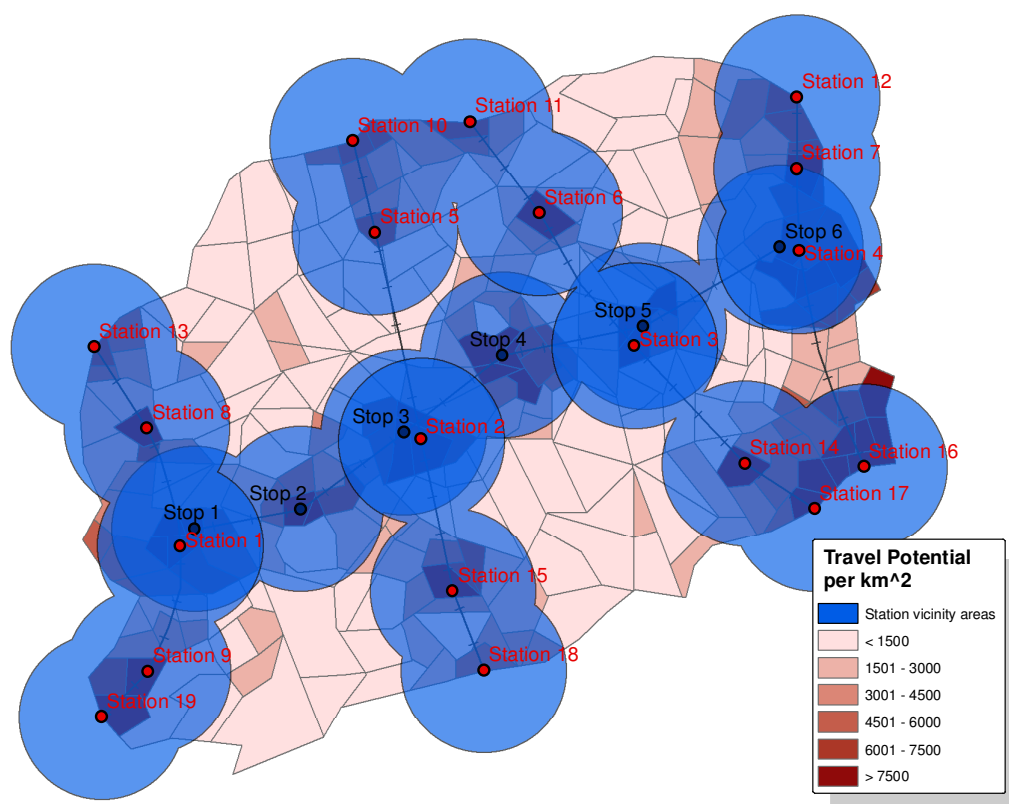 Station 12
Station 11
Station 10
Station 7
Station 6
Station 5
Stop 6
Station 4
Stop 5
Station 13
Stop 4
Station 3
Station 8
Stop 3
Station 2
Station 14
Station 16
Stop 2
Station 17
Stop 1
Station 1
Station 15
Station 9
Station 18
Station 19
Travel Potential
per km^2
Station vicinity areas
< 1500
1501 - 3000
3001 - 4500
4501 - 6000
6001 - 7500
> 7500